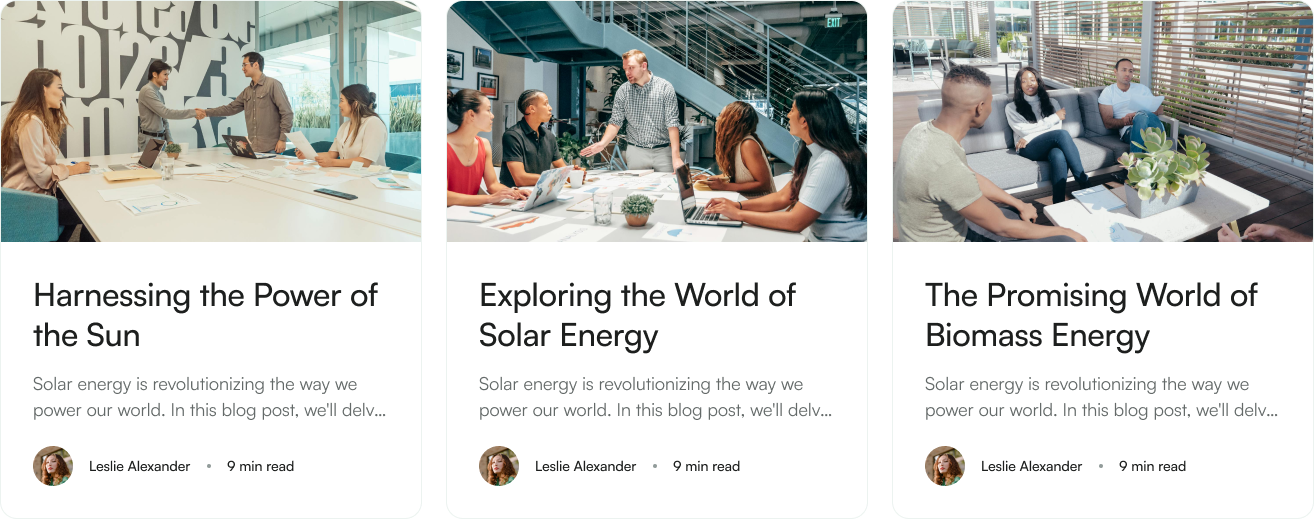 EXIT
Harnessing the Power of
the Sun
Solar energy is revolutionizing the way we
power our world. In this blog post, we'll delv...
Leslie Alexander • 9 min read
Exploring the World of
Solar Energy
Solar energy is revolutionizing the way we
power our world. In this blog post, we'll delv...
Leslie Alexander • 9 min read
The Promising World of
Biomass Energy
Solar energy is revolutionizing the way we
power our world. In this blog post, we'll delv...
Leslie Alexander • 9 min read